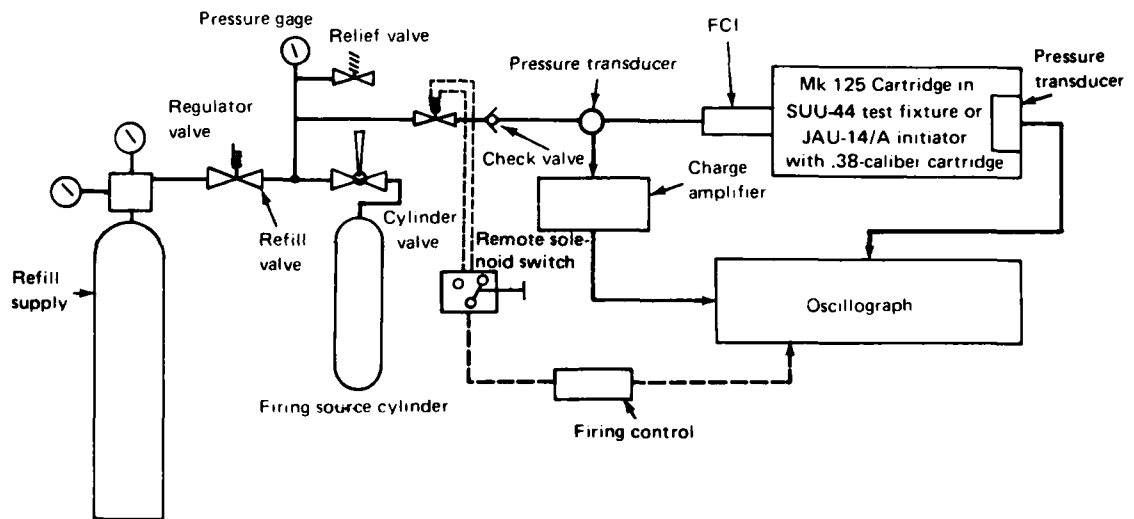 Pressure gage
Relief valve
FCI
Pressure transducer
Pressure
transducer
Mk 125 Cartridge in
SUU-44 test fixture or
JAU-14/A initiator
with .38-caliber cartridge
Regulator
valve
Check valve
Charge
amplifier
Cylinder
valve
Refill
valve
Remote sole-
noid switch
Refill
supply
Oscillograph
Firing source cylinder
Firing control